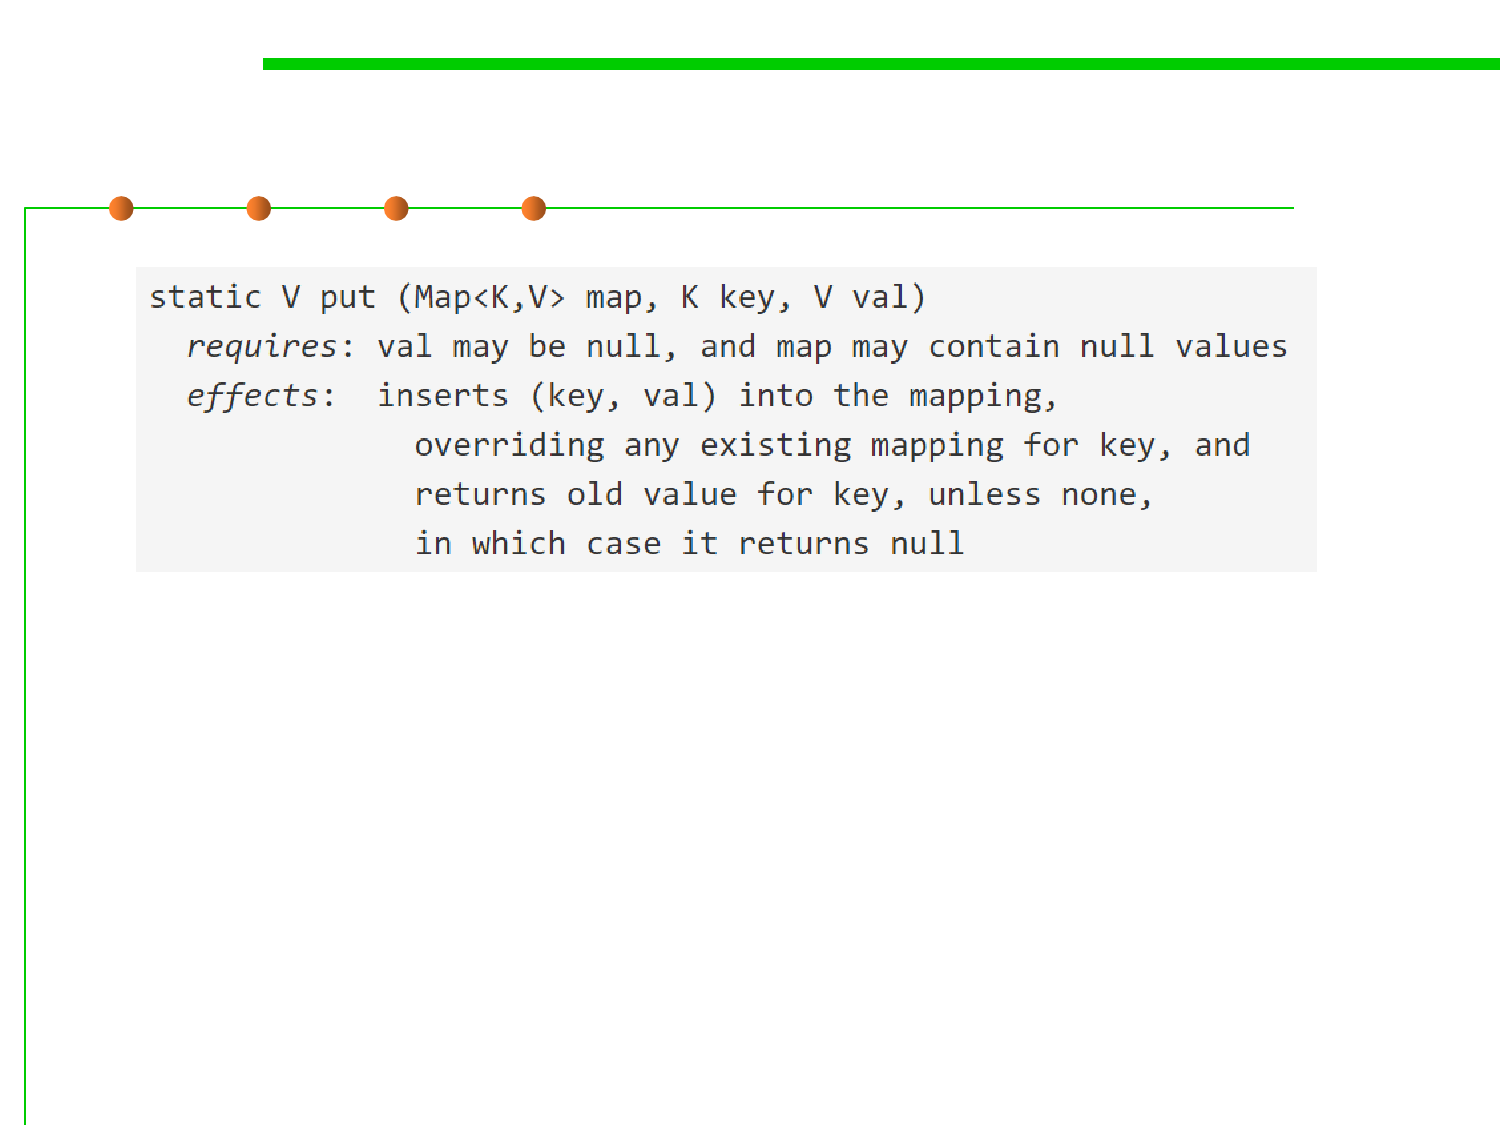 static V put (Map<K,V> map, K key, V val)
requires: val may be null, and map may contain null values
effects: inserts (key, val) into the mapping,
overriding any existing mapping for key, and
returns old value for key, unless none,
in which case it returns null